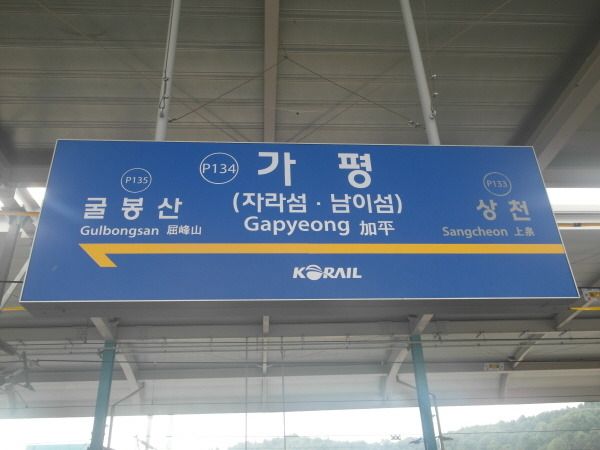 P135
굴봉산
Gulbongsan 屈峰山
P134 가평
(자라섬 · 남이섬)
Gapyeong 加平
P133
상천
Sangcheon 上泉
KORAIL